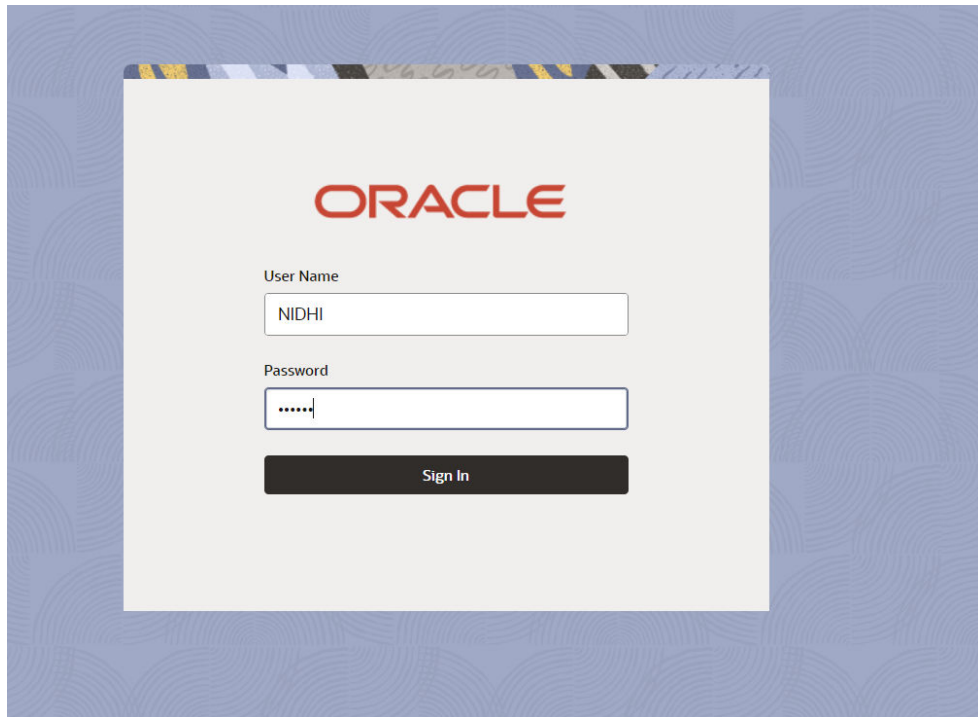 ORACLE
User Name
NIDHI
Password
••••••
Sign In